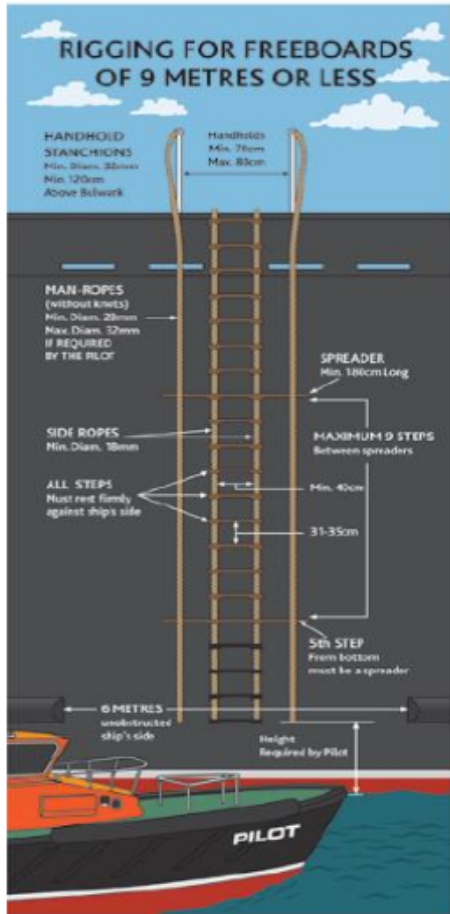 RIGGING FOR FREEBOARDS
OF 9 METRES OR LESS
HANDHOLD
STANCHIONS
Min. Diam. 32mm
Min. 120cm
Above Bulwark
Handholds
Min. 70cm
Max. 80cm
MAN-ROPES
(without knots)
Min. Diam. 28mm
Max. Diam. 32mm
IF REQUIRED
BY THE PILOT
SPREADER
Min. 180cm Long
SIDE ROPES
Min. Diam. 18mm
MAXIMUM 9 STEPS
Between spreaders
ALL STEPS
Must rest firmly
against ship's side
Min. 40cm
31-35cm
5th STEP
From bottom
must be a spreader
6 METRES
unobstructed
ship's side
Height
Required by Pilot
PILOT